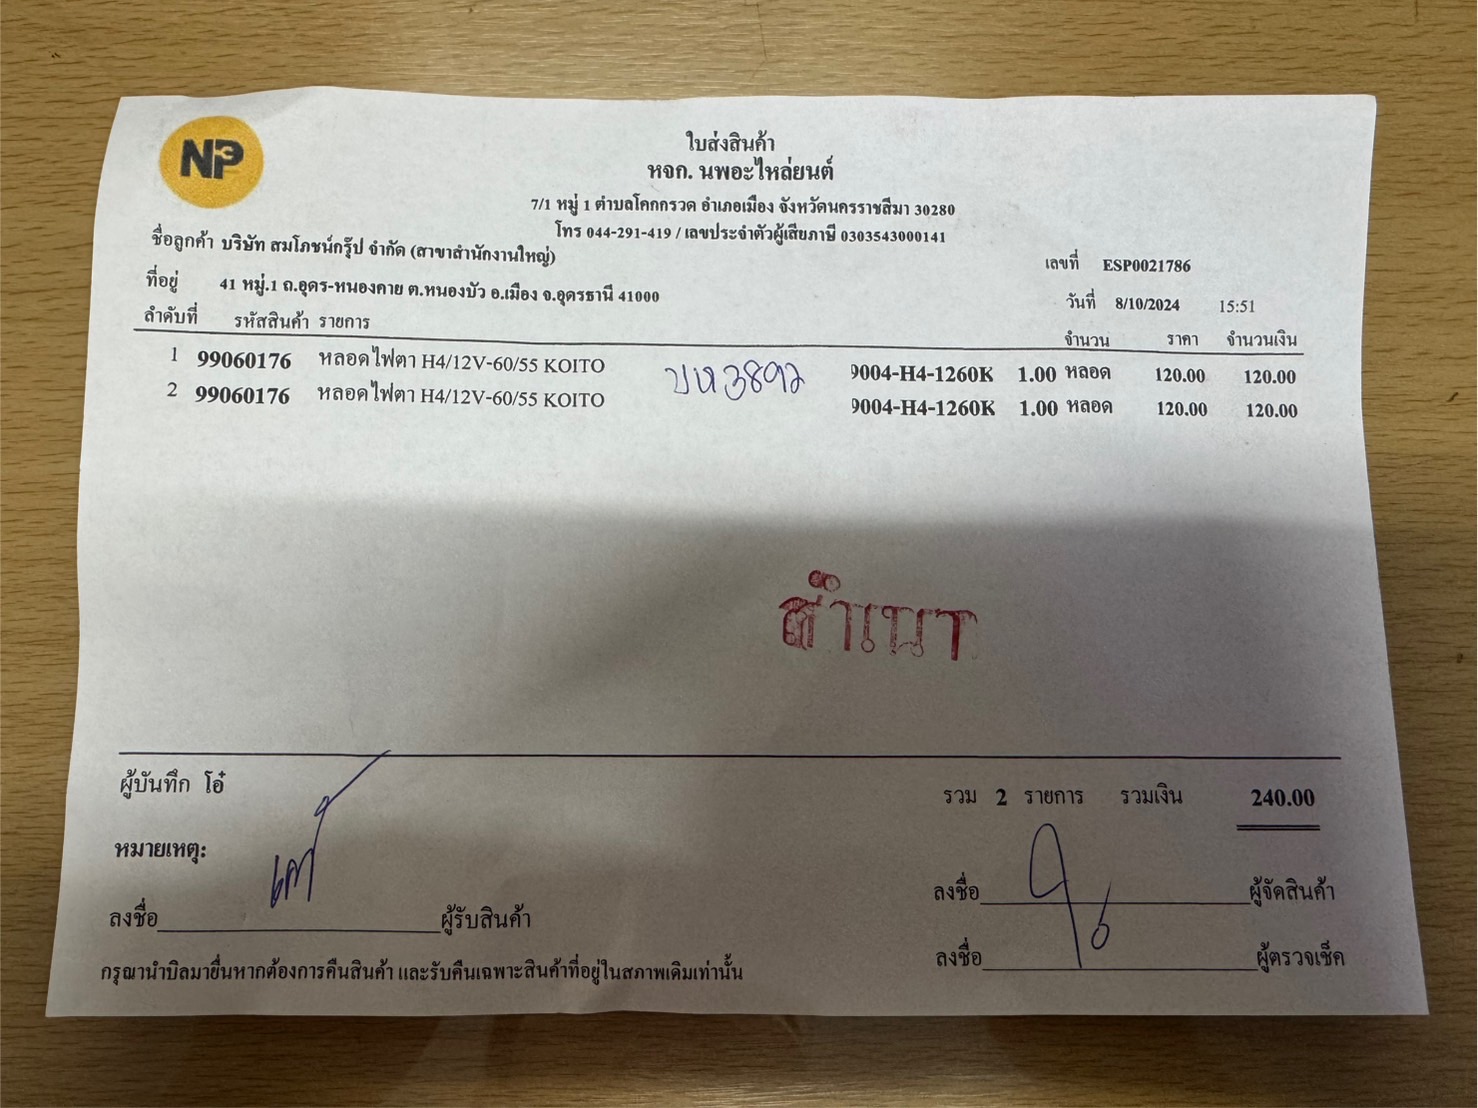 NP3
ใบส่งสินค้า
หจก. นพอะไหล่ยนต์
7/1 หมู่ 1 ตำบลโคกกรวด อำเภอเมือง จังหวัดนครราชสีมา 30280
โทร 044-291-419 / เลขประจำตัวผู้เสียภาษี 0303543000141
ชื่อลูกค้า บริษัท สมโภชน์กรุ๊ป จำกัด (สาขาสำนักงานใหญ่)
เลขที่ ESP0021786
ที่อยู่ 41 หมู่.1 ถ.อุดร-หนองคาย ต.หนองบัว อ.เมือง จ.อุดรธานี 41000
วันที่ 8/10/2024 15:51
ลำดับที่ รหัสสินค้า รายการ จำนวน ราคา จำนวนเงิน
1 99060176 หลอดไฟตา H4/12V-60/55 KOITO 9004-H4-1260K 1.00 หลอด 120.00 120.00
บห3892
2 99060176 หลอดไฟตา H4/12V-60/55 KOITO 9004-H4-1260K 1.00 หลอด 120.00 120.00
สำเนา
ผู้บันทึก โอ๋
รวม 2 รายการ รวมเงิน 240.00
หมายเหตุ:
ลงชื่อ ผู้จัดสินค้า
ลงชื่อ ผู้รับสินค้า
ลงชื่อ ผู้ตรวจเช็ค
กรุณานำบิลมายื่นหากต้องการคืนสินค้า และรับคืนเฉพาะสินค้าที่อยู่ในสภาพเดิมเท่านั้น